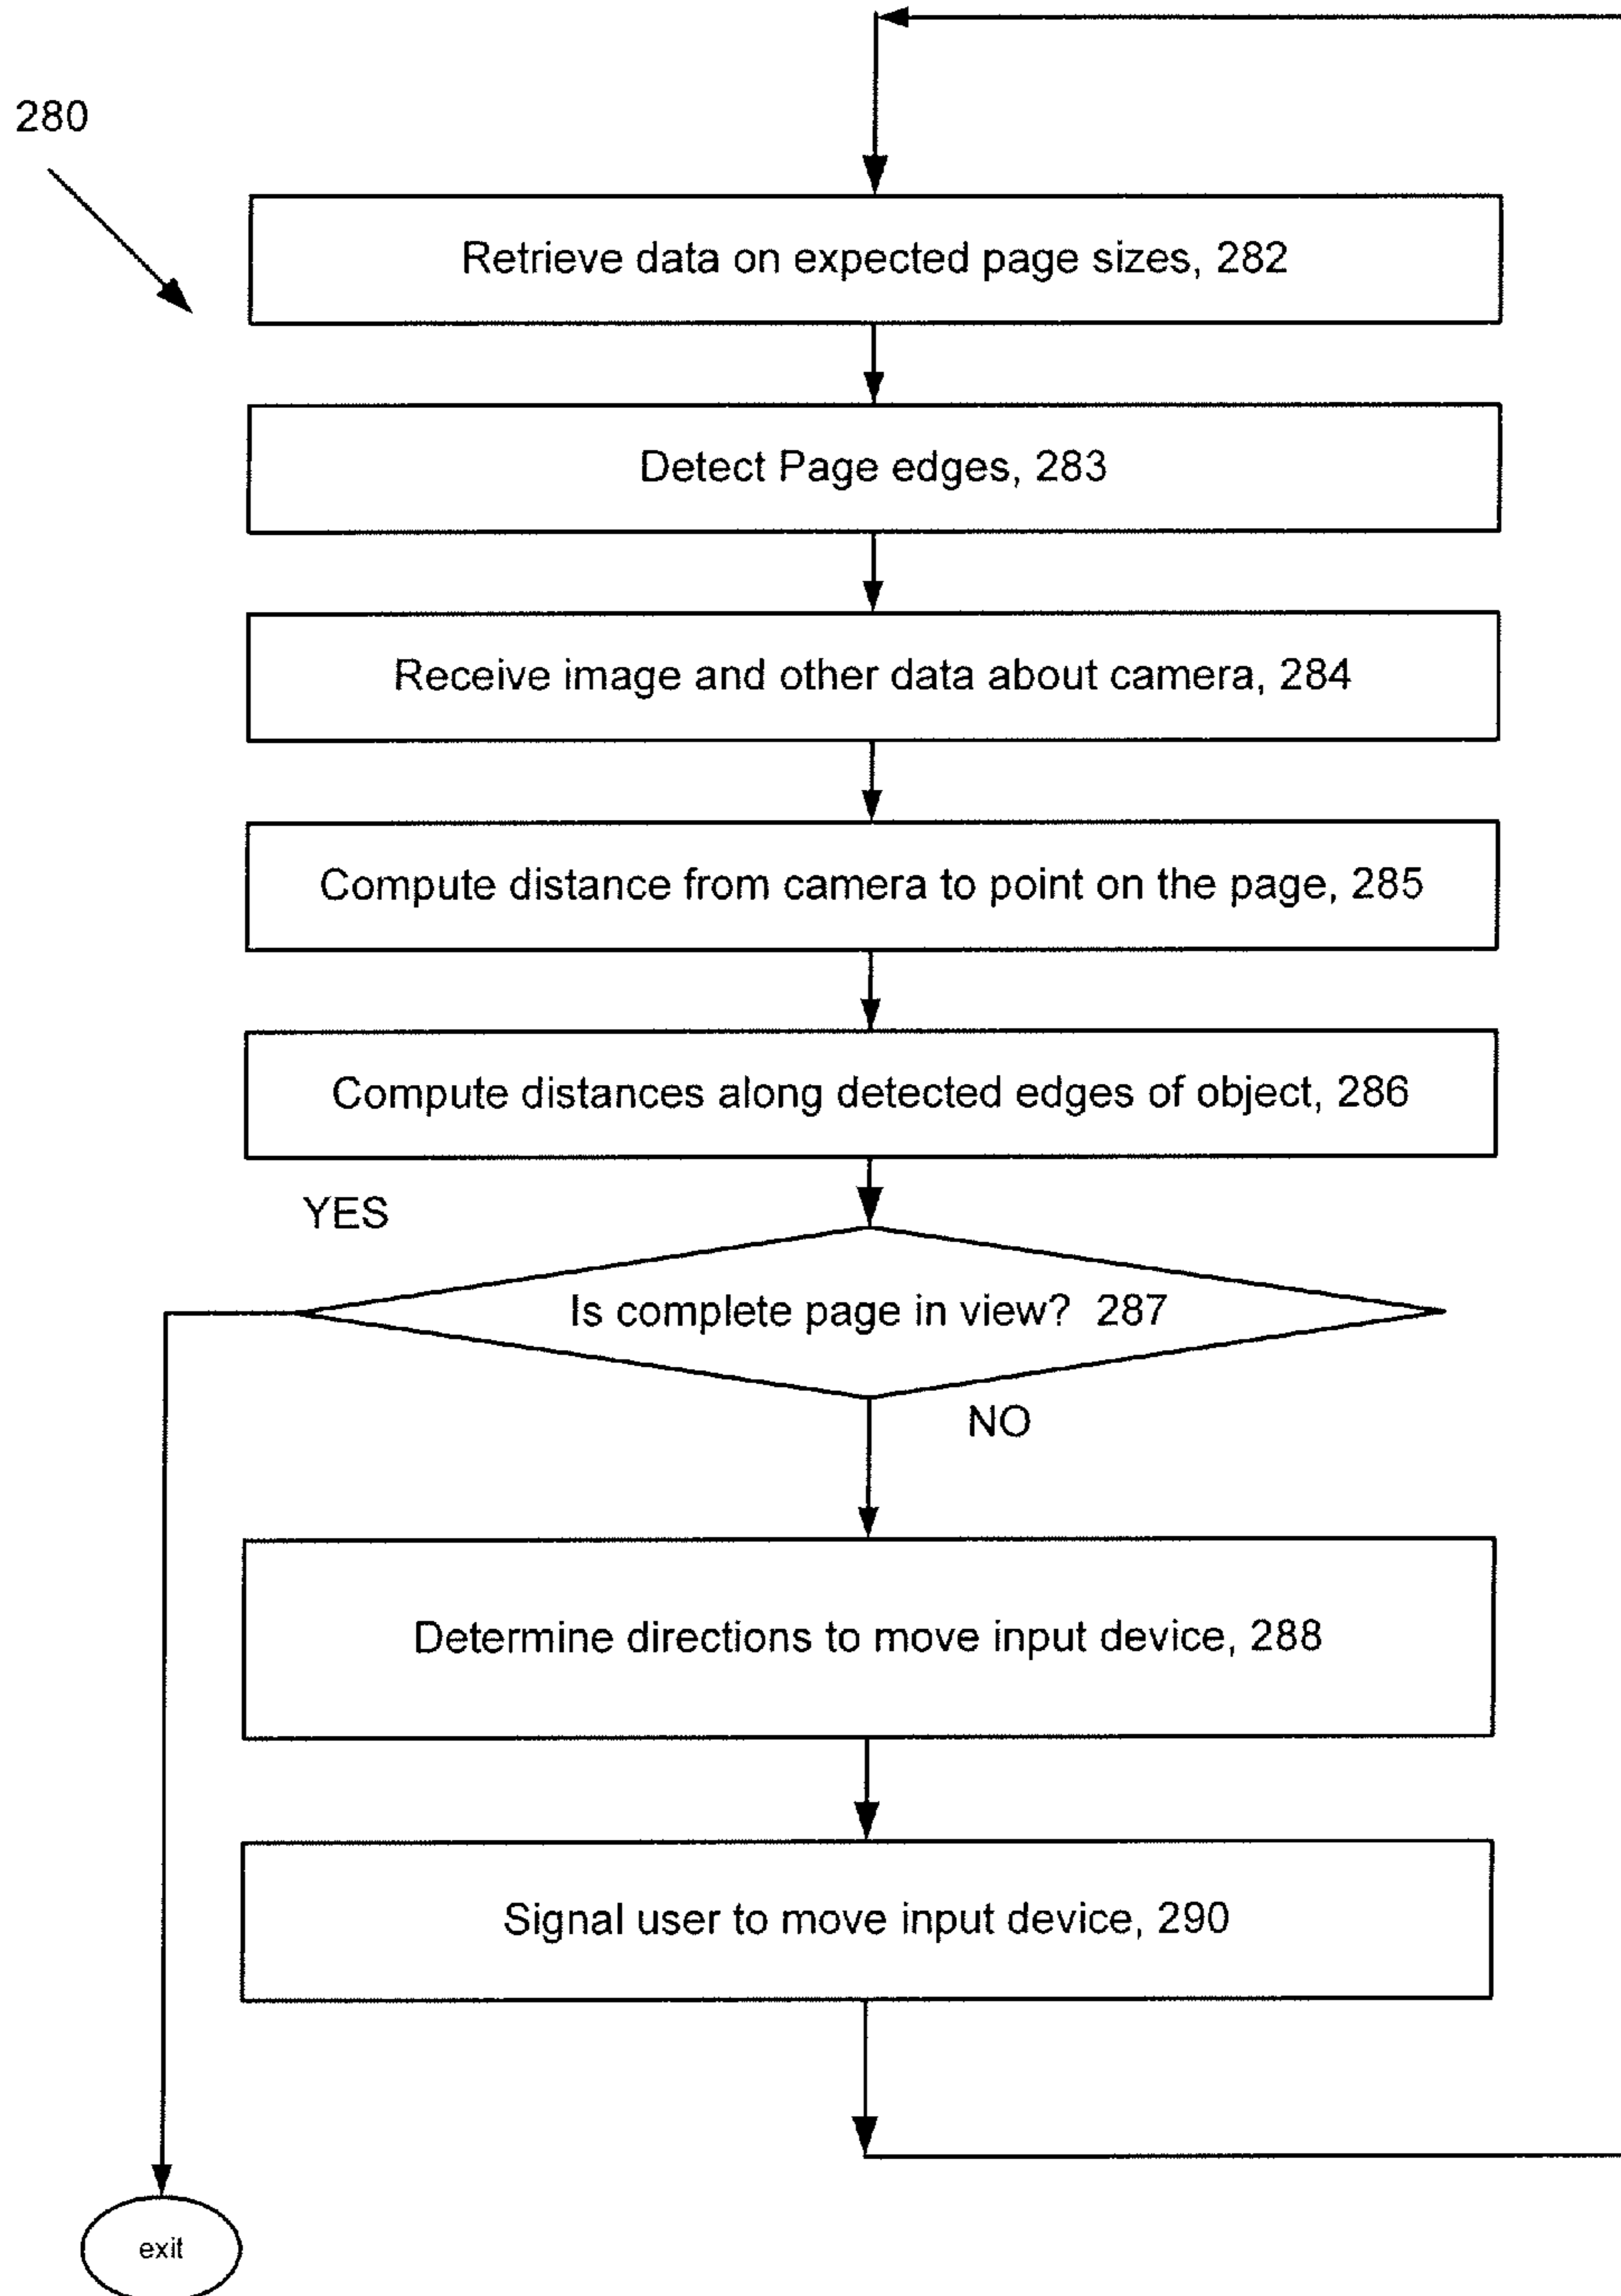 280
Retrieve data on expected page sizes, 282
Detect Page edges, 283
Receive image and other data about camera, 284
Compute distance from camera to point on the page, 285
Compute distances along detected edges of object, 286
YES
Is complete page in view? 287
NO
Determine directions to move input device, 288
Signal user to move input device, 290
exit